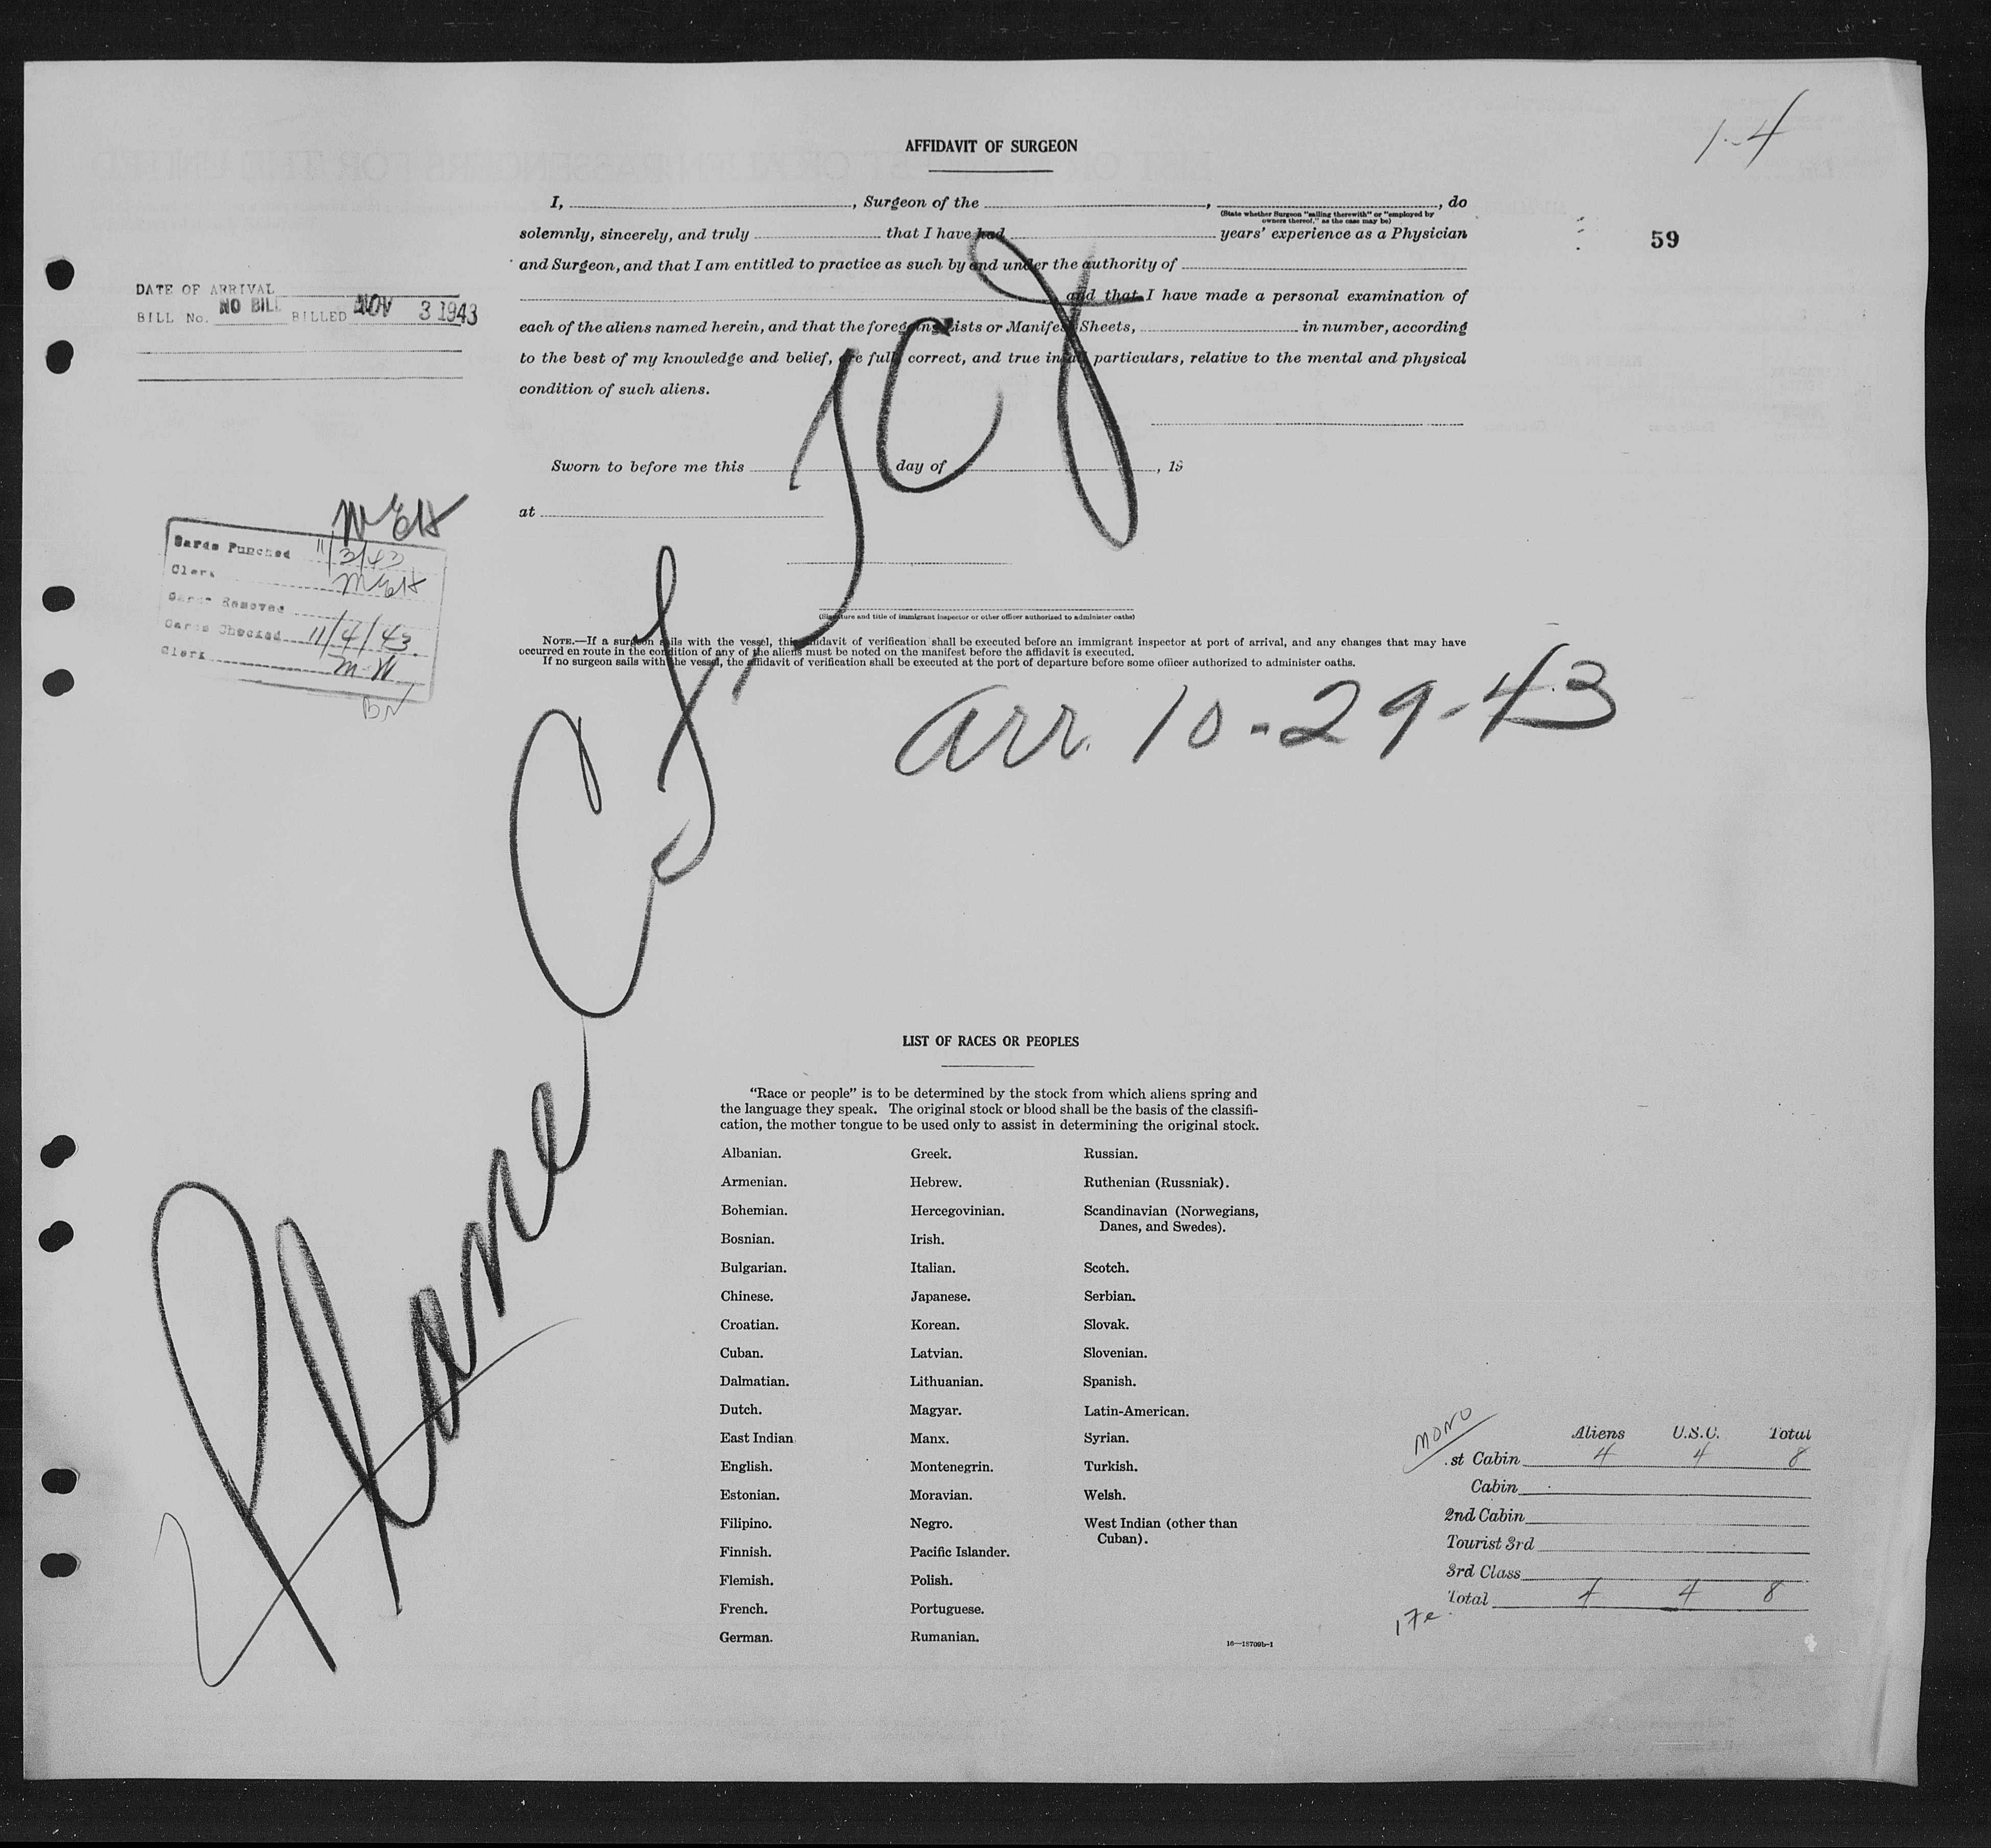 1-4
AFFIDAVIT OF SURGEON
59
I, , Surgeon of the , , do
(State whether Surgeon "sailing therewith" or "employed by
owners thereof," as the case may be)
solemnly, sincerely, and truly that I have had years' experience as a Physician
and Surgeon, and that I am entitled to practice as such by and under the authority of
and that I have made a personal examination of
each of the aliens named herein, and that the foregoing Lists or Manifest Sheets, in number, according
to the best of my knowledge and belief, are full, correct, and true in all particulars, relative to the mental and physical
condition of such aliens.
Sworn to before me this day of , 19
at
(Signature and title of immigrant inspector or other officer authorized to administer oaths)
NOTE.—If a surgeon sails with the vessel, this affidavit of verification shall be executed before an immigrant inspector at port of arrival, and any changes that may have
occurred en route in the condition of any of the aliens must be noted on the manifest before the affidavit is executed.
If no surgeon sails with the vessel, the affidavit of verification shall be executed at the port of departure before some officer authorized to administer oaths.
DATE OF ARRIVAL
BILL No. NO BILL BILLED NOV 3 1943
MEH
Cards Punched 11/3/43
Clerk MEH
Cards Removed
Cards Checked 11/4/43.
Clerk M-W
Plane
arr. 10-29-43
LIST OF RACES OR PEOPLES
"Race or people" is to be determined by the stock from which aliens spring and
the language they speak. The original stock or blood shall be the basis of the classifi-
cation, the mother tongue to be used only to assist in determining the original stock.
Albanian. Greek. Russian.
Armenian. Hebrew. Ruthenian (Russniak).
Bohemian. Hercegovinian. Scandinavian (Norwegians,
Danes, and Swedes).
Bosnian. Irish.
Bulgarian. Italian. Scotch.
Chinese. Japanese. Serbian.
Croatian. Korean. Slovak.
Cuban. Latvian. Slovenian.
Dalmatian. Lithuanian. Spanish.
Dutch. Magyar. Latin-American.
East Indian Manx. Syrian.
English. Montenegrin. Turkish.
Estonian. Moravian. Welsh.
Filipino. Negro. West Indian (other than
Cuban).
Finnish. Pacific Islander.
Flemish. Polish.
French. Portuguese.
German. Rumanian.
16—15709b-1
MONO
Aliens U.S.C. Total
st Cabin 4 4 8
Cabin
2nd Cabin
Tourist 3rd
3rd Class
Total 4 4 8